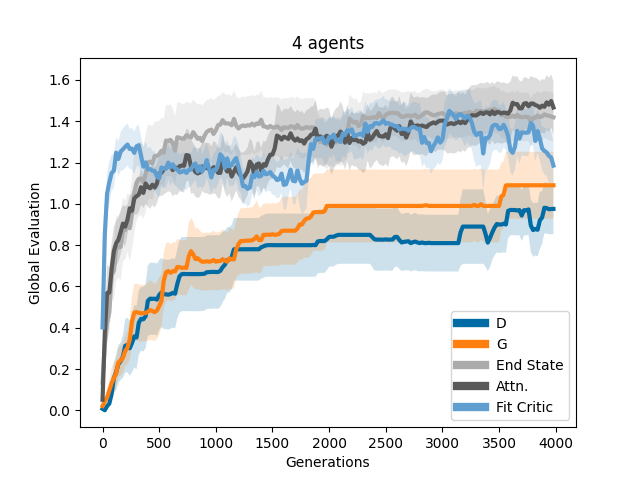 4 agents
Global Evaluation
1.6
1.4
1.2
1.0
0.8
0.6
0.4
0.2
0.0
0 500 1000 1500 2000 2500 3000 3500 4000
Generations
D
G
End State
Attn.
Fit Critic